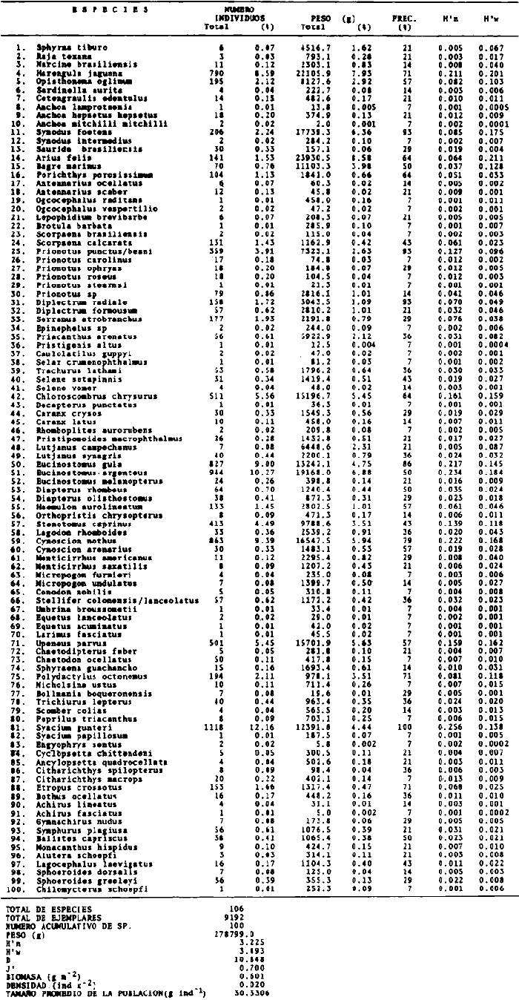 E S P E C I E S NUMERO
INDIVIDUOS PESO (g) FREC. H'n H'w
Total (%) Total (%) (%)
1. Sphyrna tiburo 6 0.07 4516.7 1.62 21 0.005 0.067
2. Raja texana 3 0.03 793.1 0.28 21 0.003 0.017
3. Narcine brasiliensis 11 0.12 2303.1 0.83 14 0.008 0.040
4. Harengula jaguana 790 8.59 22105.9 7.93 71 0.211 0.201
5. Opisthonema oglinum 195 2.12 8127.6 2.92 57 0.082 0.103
6. Sardinella aurita 4 0.04 222.7 0.08 14 0.003 0.006
7. Cetengraulis edentulus 14 0.15 482.6 0.17 21 0.010 0.011
8. Anchoa lamprotaenia 1 0.01 13.8 0.005 7 0.001 0.0005
9. Anchoa hepsetus hepsetus 18 0.20 374.9 0.13 21 0.012 0.009
10. Anchoa mitchilli mitchilli 2 0.02 2.0 0.001 7 0.002 0.0001
11. Synodus foetens 206 2.24 17738.3 6.36 93 0.085 0.175
12. Synodus intermedius 2 0.02 284.2 0.10 7 0.002 0.007
13. Saurida brasiliensis 30 0.33 157.1 0.06 29 0.019 0.004
14. Arius felis 141 1.53 23930.5 8.58 64 0.064 0.211
15. Bagre marinus 70 0.76 11103.3 3.98 50 0.037 0.128
16. Porichthys porosissimum 104 1.13 1841.0 0.66 64 0.051 0.033
17. Antennarius ocellatus 6 0.07 60.3 0.02 14 0.005 0.002
18. Antennarius scaber 12 0.13 45.8 0.02 21 0.009 0.001
19. Ogcocephalus raditans 1 0.01 458.0 0.16 7 0.001 0.011
20. Ogcocephalus vespertilio 2 0.02 47.2 0.02 7 0.002 0.001
21. Lepophidium brevibarbe 6 0.07 208.3 0.07 21 0.005 0.005
22. Brotula barbata 1 0.01 285.9 0.10 7 0.001 0.007
23. Scorpaena brasiliensis 2 0.02 115.0 0.04 7 0.002 0.003
24. Scorpaena calcarata 131 1.43 1162.9 0.42 43 0.061 0.023
25. Prionotus punctus/beani 359 3.91 7323.1 2.63 93 0.127 0.096
26. Prionotus carolinus 17 0.18 74.8 0.03 7 0.012 0.002
27. Prionotus ophryas 18 0.20 184.8 0.07 29 0.012 0.005
28. Prionotus roseus 18 0.20 104.5 0.04 7 0.012 0.003
29. Prionotus stearnsi 1 0.01 21.3 0.01 7 0.001 0.001
30. Prionotus sp 79 0.86 2816.1 1.01 14 0.041 0.046
31. Diplectrum radiale 158 1.72 3043.5 1.09 93 0.070 0.049
32. Diplectrum formosum 57 0.62 2810.2 1.01 21 0.032 0.046
33. Serranus atrobranchus 177 1.93 2191.8 0.79 29 0.076 0.038
34. Epinephelus sp 2 0.02 244.0 0.09 7 0.002 0.006
35. Priacanthus arenatus 56 0.61 5922.9 2.12 36 0.031 0.082
36. Pristigenis altus 1 0.01 12.5 0.004 7 0.001 0.0004
37. Caulolatilus guppyi 2 0.02 47.0 0.02 7 0.002 0.001
38. Selar crumenophthalmus 1 0.01 81.2 0.03 7 0.001 0.002
39. Trachurus lathami 53 0.58 1796.2 0.64 36 0.030 0.033
40. Selene setapinnis 31 0.34 1419.4 0.51 43 0.019 0.027
41. Selene vomer 4 0.04 48.0 0.02 14 0.003 0.001
42. Chloroscombrus chrysurus 511 5.56 15196.7 5.45 64 0.161 0.159
43. Decapterus punctatus 1 0.01 36.3 0.01 7 0.001 0.001
44. Caranx crysos 30 0.33 1549.3 0.56 29 0.019 0.029
45. Caranx latus 10 0.11 458.0 0.16 14 0.007 0.011
46. Rhomboplites aurorubens 2 0.02 209.8 0.08 7 0.002 0.005
47. Pristipomoides macrophthalmus 26 0.28 1432.8 0.51 21 0.017 0.027
48. Lutjanus campechanus 7 0.08 6448.6 2.31 21 0.005 0.087
49. Lutjanus synagris 40 0.44 2200.1 0.79 36 0.024 0.032
50. Eucinostomus gula 827 9.00 13242.1 4.75 86 0.217 0.145
51. Eucinostomus argenteus 944 10.27 19168.0 6.88 50 0.234 0.184
52. Eucinostomus melanopterus 24 0.26 398.8 0.14 21 0.016 0.009
53. Diapterus rhombeus 64 0.70 1240.4 0.44 50 0.035 0.024
54. Diapterus olisthostomus 38 0.41 872.3 0.31 29 0.023 0.018
55. Haemulon aurolineatum 133 1.45 2802.5 1.01 57 0.061 0.046
56. Orthopristis chrysopterus 8 0.09 471.3 0.17 14 0.006 0.011
57. Stenotomus caprinus 413 4.49 9788.6 3.51 43 0.139 0.118
58. Lagodon rhomboides 33 0.36 2539.2 0.91 36 0.020 0.043
59. Cynoscion nothus 863 9.39 16547.5 5.94 79 0.222 0.168
60. Cynoscion arenarius 30 0.33 1483.1 0.53 57 0.019 0.028
61. Menticirrhus americanus 11 0.12 2295.4 0.82 29 0.008 0.040
62. Menticirrhus saxatilis 8 0.09 1207.2 0.43 21 0.006 0.024
63. Micropogon furnieri 4 0.04 235.0 0.08 7 0.003 0.006
64. Micropogon undulatus 7 0.08 1399.7 0.50 14 0.005 0.027
65. Conodon nobilis 5 0.05 310.8 0.11 7 0.004 0.008
66. Stellifer colonensis/lanceolatus 57 0.62 1172.2 0.42 36 0.032 0.023
67. Umbrina broussonetii 1 0.01 33.4 0.01 7 0.004 0.001
68. Equetus lanceolatus 2 0.02 29.0 0.01 7 0.002 0.001
69. Equetus acuminatus 1 0.01 42.0 0.02 7 0.001 0.001
70. Larimus fasciatus 1 0.01 45.5 0.02 7 0.001 0.001
71. Upeneus parvus 501 5.45 15701.9 5.63 57 0.159 0.162
72. Chaetodipterus faber 5 0.05 281.8 0.10 21 0.004 0.007
73. Chaetodon ocellatus 50 0.11 417.8 0.15 7 0.007 0.010
74. Sphyraena guachancho 15 0.16 1693.4 0.61 14 0.010 0.031
75. Polydactylus octonemus 194 2.11 978.1 3.51 71 0.081 0.118
76. Nicholsina ustus 10 0.11 711.4 0.26 7 0.007 0.015
77. Bollmania boqueronensis 7 0.08 19.6 0.01 29 0.005 0.001
78. Trichiurus lepterus 40 0.44 963.4 0.35 36 0.024 0.020
79. Scomber colias 4 0.04 565.5 0.20 14 0.003 0.013
80. Peprilus triacanthus 8 0.09 703.1 0.25 7 0.006 0.015
81. Syacium gunteri 1118 12.16 12391.8 4.44 100 0.256 0.138
82. Syacium papillosum 1 0.01 187.5 0.07 7 0.001 0.005
83. Engyophrys sentus 2 0.02 5.8 0.002 7 0.002 0.0002
84. Cyclopsetta chittendeni 5 0.05 300.5 0.11 21 0.004 0.007
85. Ancylopsetta quadrocellata 4 0.04 502.6 0.18 21 0.003 0.011
86. Citharichthys spilopterus 8 0.09 98.4 0.04 36 0.006 0.003
87. Citharichthys macrops 20 0.22 402.1 0.14 7 0.013 0.009
88. Etropus crossotus 153 1.66 1317.4 0.47 71 0.068 0.025
89. Bothus ocellatus 16 0.17 448.2 0.16 36 0.011 0.010
90. Achirus lineatus 4 0.04 31.1 0.01 14 0.003 0.001
91. Achirus fasciatus 1 0.01 5.0 0.002 7 0.001 0.0002
92. Gymnachirus nudus 7 0.08 173.8 0.06 29 0.005 0.005
93. Symphurus plagiusa 56 0.61 1076.5 0.39 21 0.031 0.021
94. Balistes capriscus 38 0.41 1065.4 0.38 50 0.023 0.021
95. Monacanthus hispidus 9 0.10 424.7 0.15 21 0.007 0.010
96. Alutera schoepfi 3 0.03 314.1 0.11 21 0.003 0.008
97. Lagocephalus laevigatus 16 0.17 1104.3 0.40 43 0.011 0.022
98. Sphoeroides dorsalis 7 0.08 125.0 0.04 14 0.005 0.003
99. Sphoeroides greeleyi 56 0.59 355.3 0.13 29 0.022 0.008
100. Chilomycterus schoepfi 1 0.01 252.3 0.09 7 0.001 0.006
TOTAL DE ESPECIES 106
TOTAL DE EJEMPLARES 9192
NUMERO ACUMULATIVO DE SP. 100
PESO (g) 278799.0
H'n 3.225
H'w 3.493
D 10.848
J' 0.700
BIOMASA (g m-2) 0.601
DENSIDAD (ind x-2) 0.020
TAMAÑO PROMEDIO DE LA POBLACION(g ind-1) 30.3306